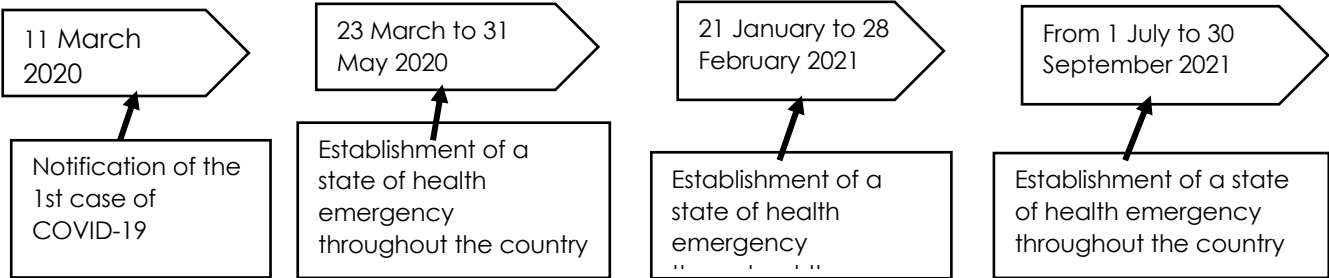 11 March
2020
23 March to 31
May 2020
21 January to 28
February 2021
From 1 July to 30
September 2021
Notification of the
1st case of
COVID-19
Establishment of a
state of health
emergency
throughout the country
Establishment of a
state of health
emergency
Establishment of a state
of health emergency
throughout the country